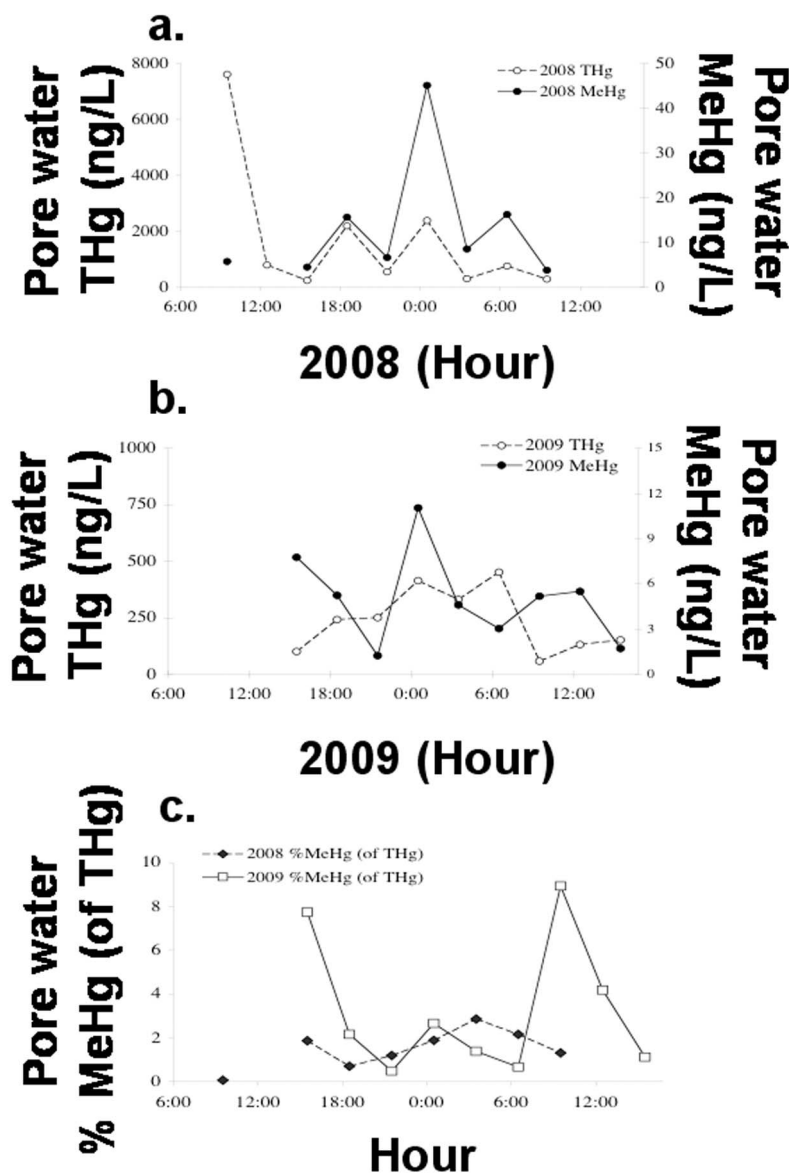 a.
Pore water
THg (ng/L)
8000
6000
4000
2000
0
2008 THg
2008 MeHg
50
40
30
20
10
0
Pore water
MeHg (ng/L)
6:00 12:00 18:00 0:00 6:00 12:00
2008 (Hour)
b.
Pore water
THg (ng/L)
1000
750
500
250
0
2009 THg
2009 MeHg
15
12
9
6
3
0
Pore water
MeHg (ng/L)
6:00 12:00 18:00 0:00 6:00 12:00
2009 (Hour)
c.
Pore water
% MeHg (of THg)
10
8
6
4
2
0
2008 %MeHg (of THg)
2009 %MeHg (of THg)
6:00 12:00 18:00 0:00 6:00 12:00
Hour